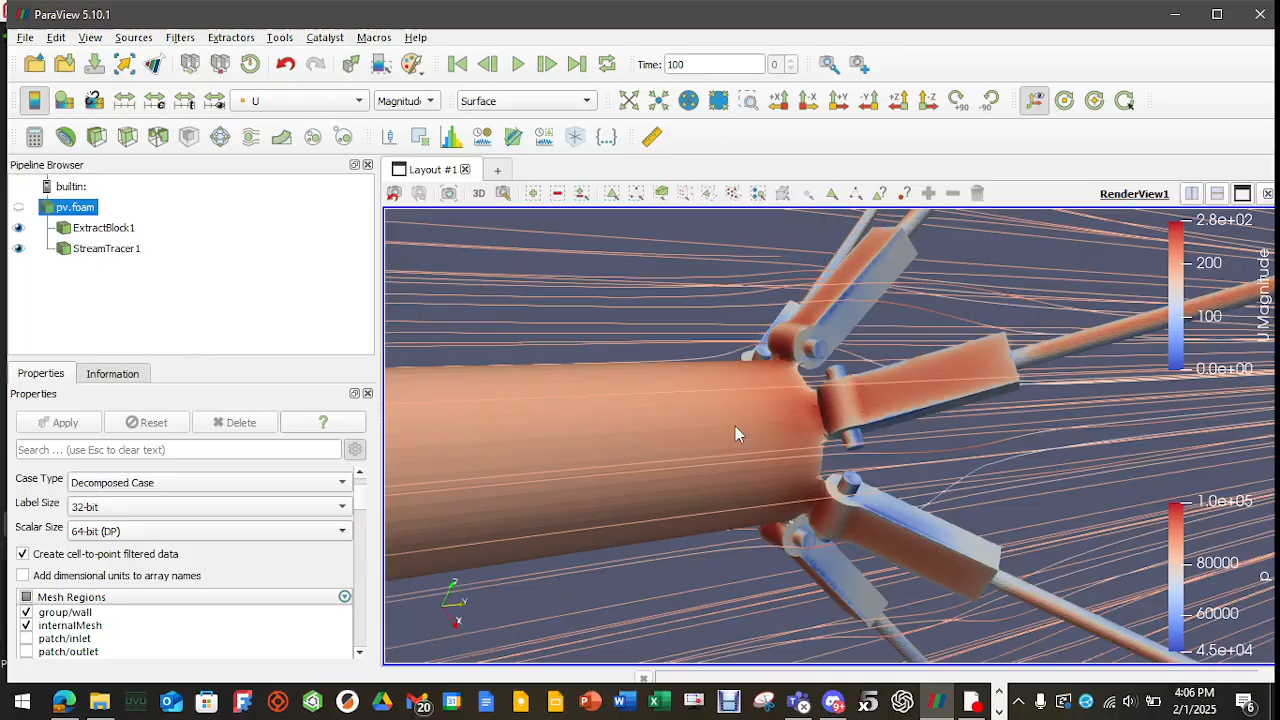 ParaView 5.10.1
File Edit View Sources Filters Extractors Tools Catalyst Macros Help
Time: 100 0
U Magnitude Surface +X -X +Y -Y +Z -Z +90 -90
Pipeline Browser
Layout #1 +
builtin:
3D RenderView1
pv.foam
ExtractBlock1
StreamTracer1
2.8e+02
200
100
0.0e+00
U Magnitude
Properties Information
Properties
Apply Reset Delete ?
Search ... (use Esc to clear text)
Case Type Decomposed Case
Label Size 32-bit
Scalar Size 64-bit (DP)
Create cell-to-point filtered data
Add dimensional units to array names
Mesh Regions
group/wall
internalMesh
patch/inlet
patch/outlet
1.0e+05
80000
60000
4.5e+04
p
Z
Y
X
20
9+
4:06 PM
2/1/2025
6